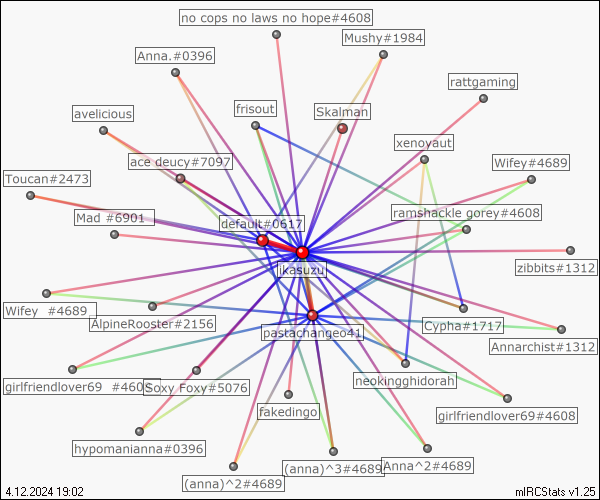 no cops no laws no hope#4608
Mushy#1984
Anna.#0396
rattgaming
frisout
Skalman
avelicious
xenoyaut
ace deucy#7097
Wifey#4689
Toucan#2473
Mad #6901
default#0617
ramshackle gorey#4608
jikasuzu
zibbits#1312
Wifey #4689
AlpineRooster#2156
Cypha#1717
pastachangeo41
Annarchist#1312
girlfriendlover69 #460
Soxy Foxy#5076
neokingghidorah
fakedingo
girlfriendlover69#4608
hypomanianna#0396
(anna)^2#4689
(anna)^3#4689
Anna^2#4689
4.12.2024 19:02
mIRCStats v1.25